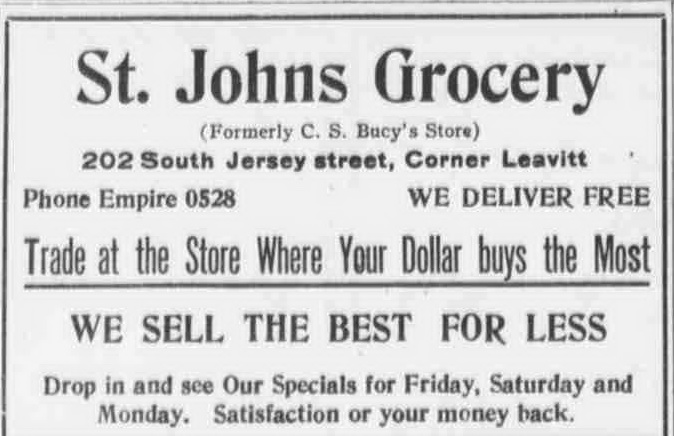 St. Johns Grocery
(Formerly C. S. Bucy's Store)
202 South Jersey street, Corner Leavitt
Phone Empire 0528 WE DELIVER FREE
Trade at the Store Where Your Dollar buys the Most
WE SELL THE BEST FOR LESS
Drop in and see Our Specials for Friday, Saturday and
Monday. Satisfaction or your money back.